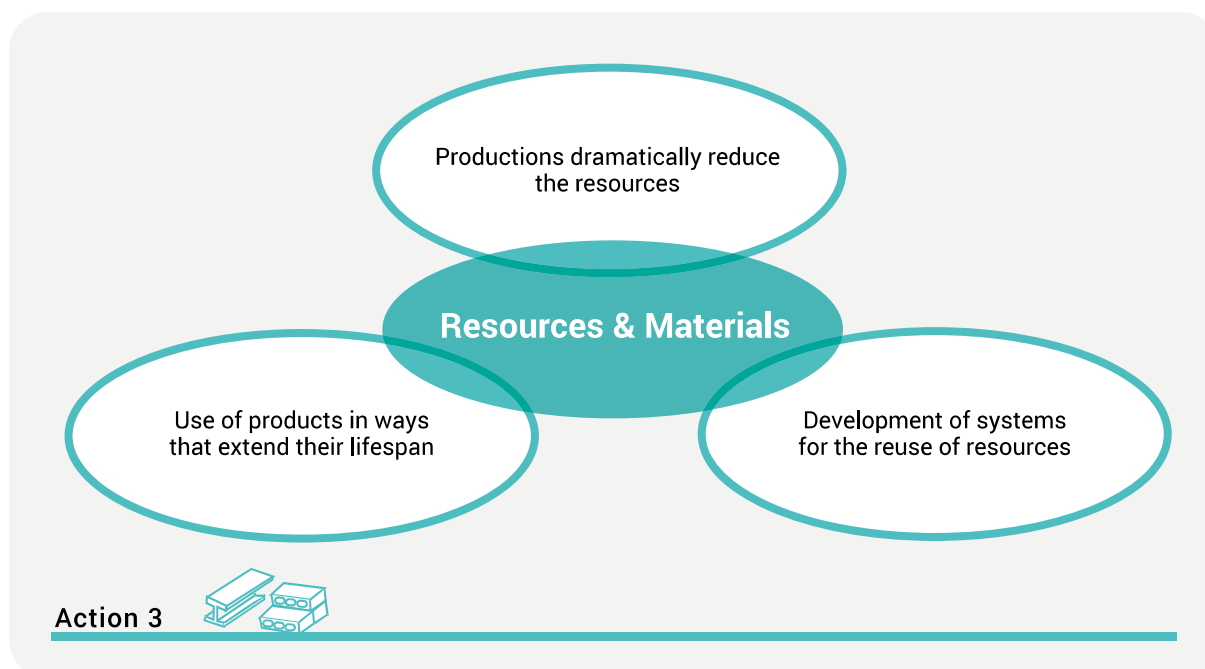 Productions dramatically reduce
the resources
Resources & Materials
Use of products in ways
that extend their lifespan
Development of systems
for the reuse of resources
Action 3